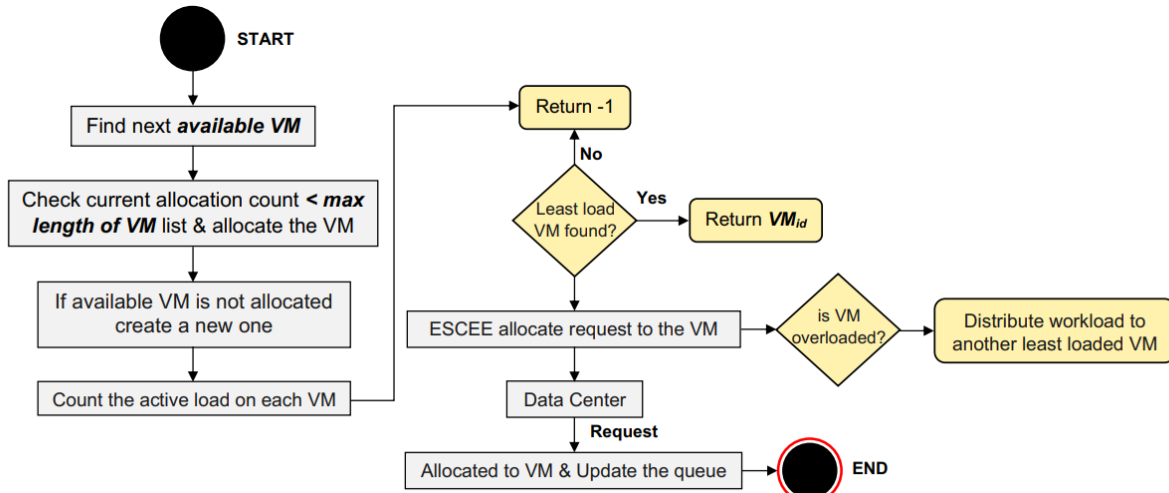 START
Find next available VM
Check current allocation count < max
length of VM list & allocate the VM
If available VM is not allocated
create a new one
Count the active load on each VM
Return -1
No
Least load
VM found?
Yes
Return VMid
ESCEE allocate request to the VM
is VM
overloaded?
Distribute workload to
another least loaded VM
Data Center
Request
Allocated to VM & Update the queue
END